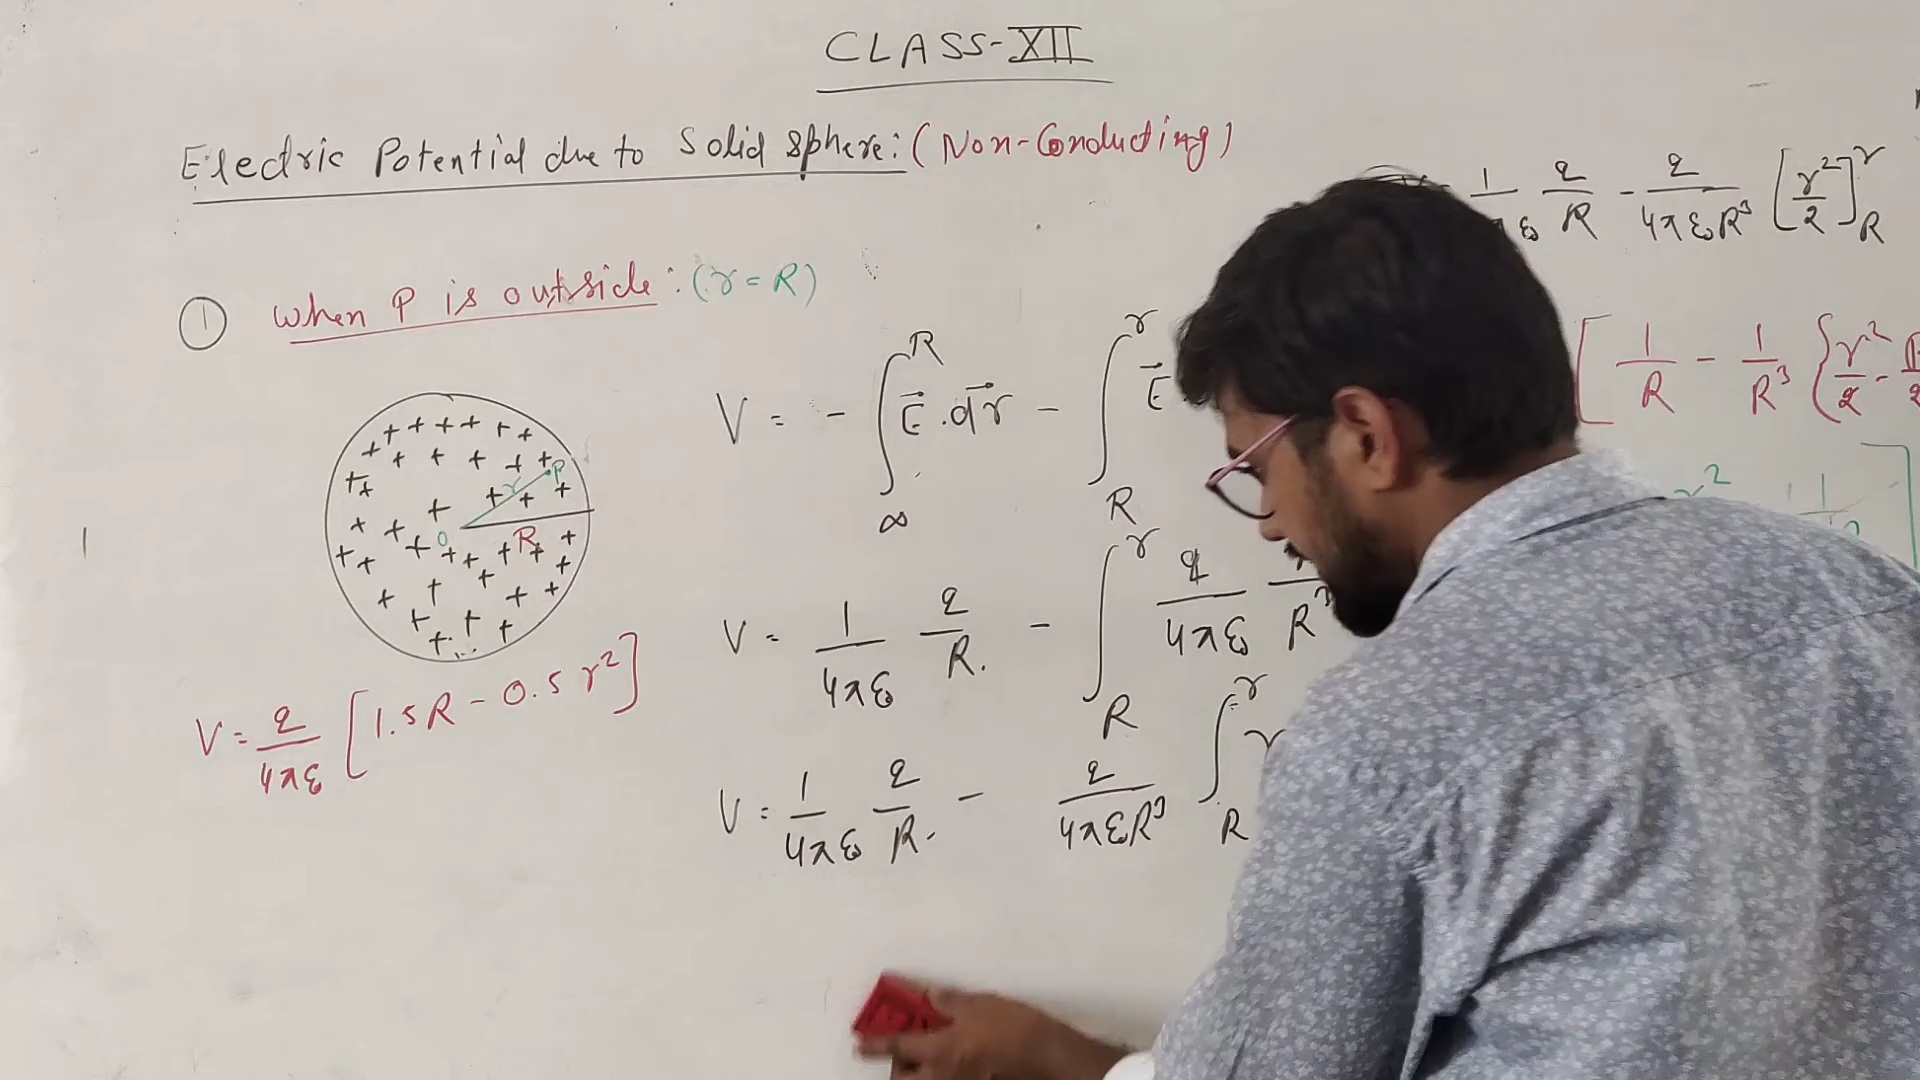 CLASS-XII
Electric Potential due to Solid Sphere: (Non-Conducting)
① When P is outside: (r = R)
P
r
O
R
V = q/4πε₀ [1.5R - 0.5 r²]
V = - ∫_∞^R E⃗.dr⃗ - ∫_R^r E⃗
V = 1/4πε₀ q/R. - ∫_R^r q/4πε₀ R³
V = 1/4πε₀ q/R. - q/4πε₀R³ ∫_R^r r
ε₀ q/R - q/4πε₀R³ [r²/2]_R^r
[1/R - 1/R³ {r²/2 -
r²